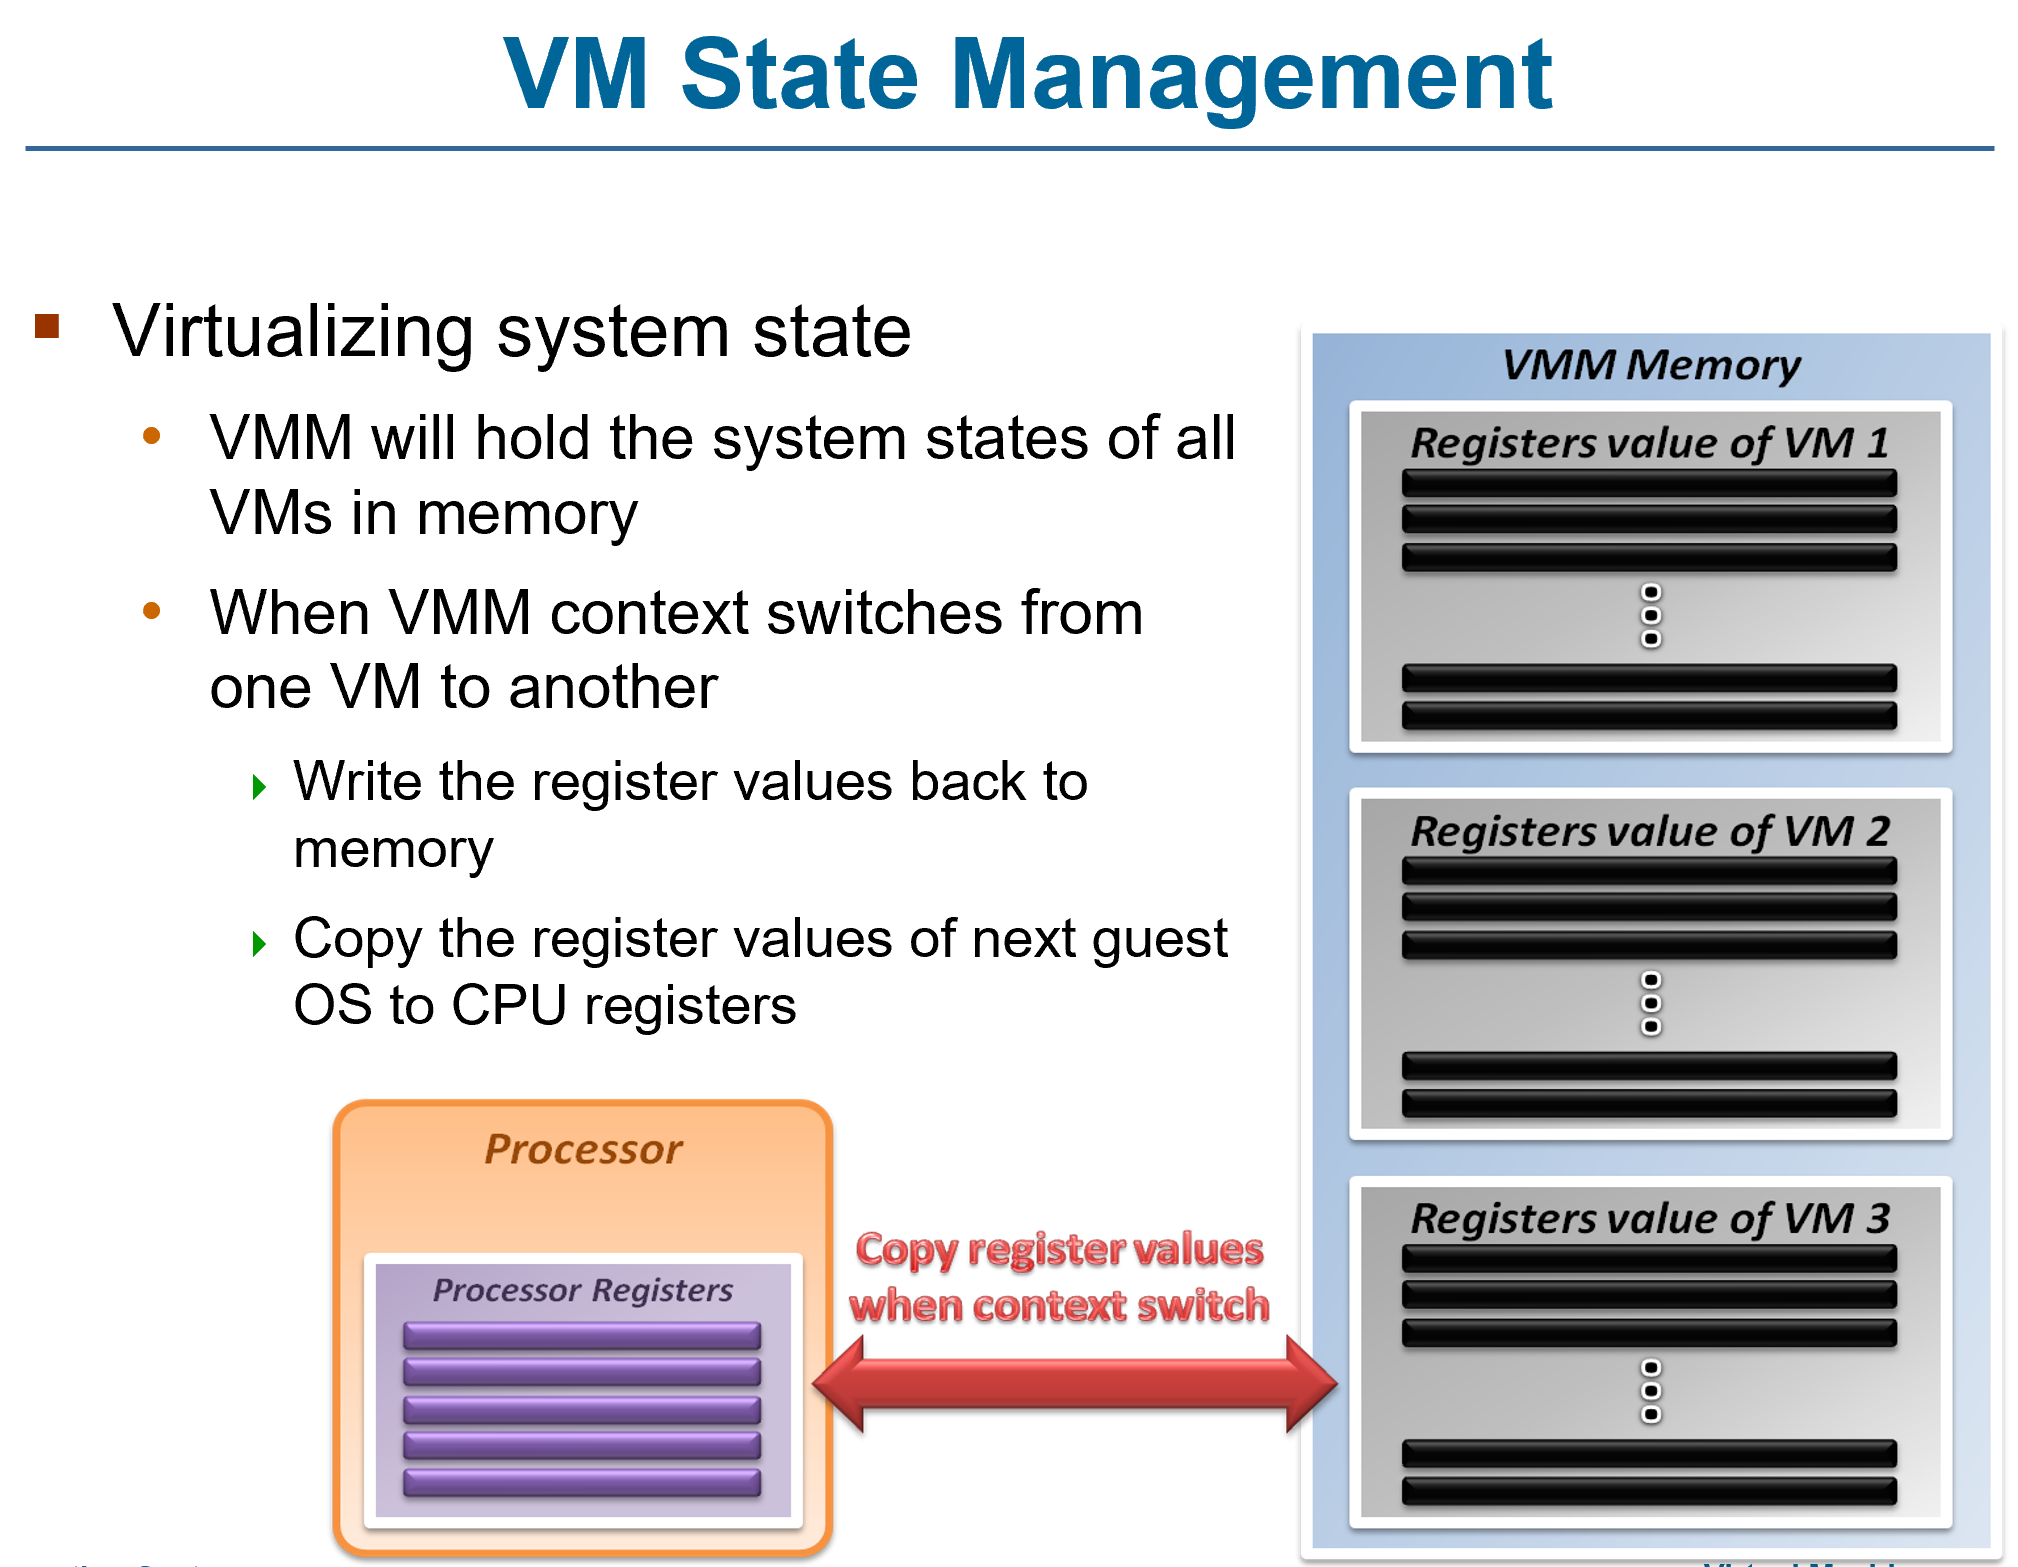 VM State Management
Virtualizing system state
VMM will hold the system states of all
VMs in memory
When VMM context switches from
one VM to another
Write the register values back to
memory
Copy the register values of next guest
OS to CPU registers
VMM Memory
Registers value of VM 1
Registers value of VM 2
Registers value of VM 3
Processor
Processor Registers
Copy register values
when context switch